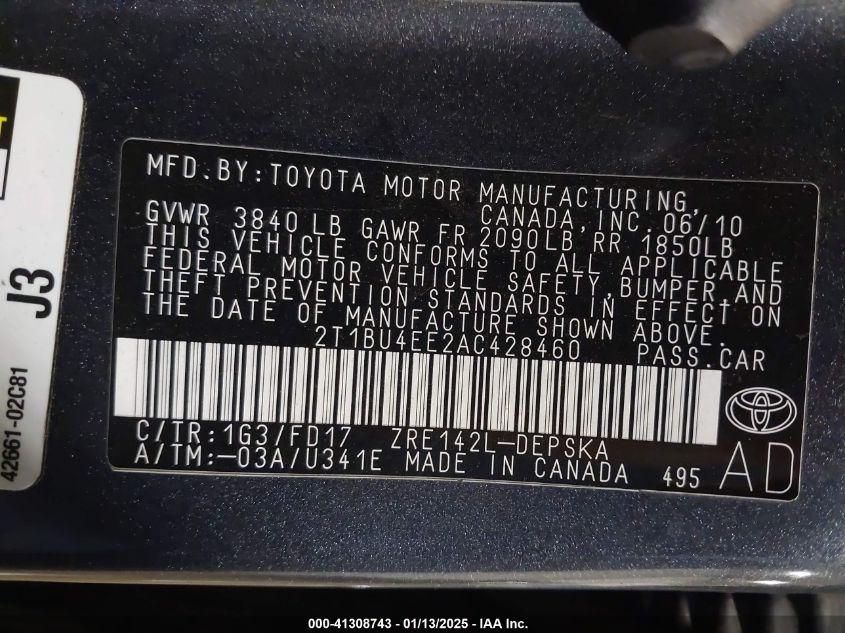 MFD.BY:TOYOTA MOTOR MANUFACTURING,
CANADA,INC. 06/10
GVWR 3840 LB GAWR FR 2090LB RR 1850LB
THIS VEHICLE CONFORMS TO ALL APPLICABLE
FEDERAL MOTOR VEHICLE SAFETY,BUMPER,AND
THEFT PREVENTION STANDARDS IN EFFECT ON
THE DATE OF MANUFACTURE SHOWN ABOVE.
2T1BU4EE2AC428460 PASS.CAR
C/TR:1G3/FD17 ZRE142L-DEPSKA
A/TM:-03A/U341E MADE IN CANADA 495
AD
J3
42661-02C81
000-41308743 — 01/13/2025 — IAA Inc.